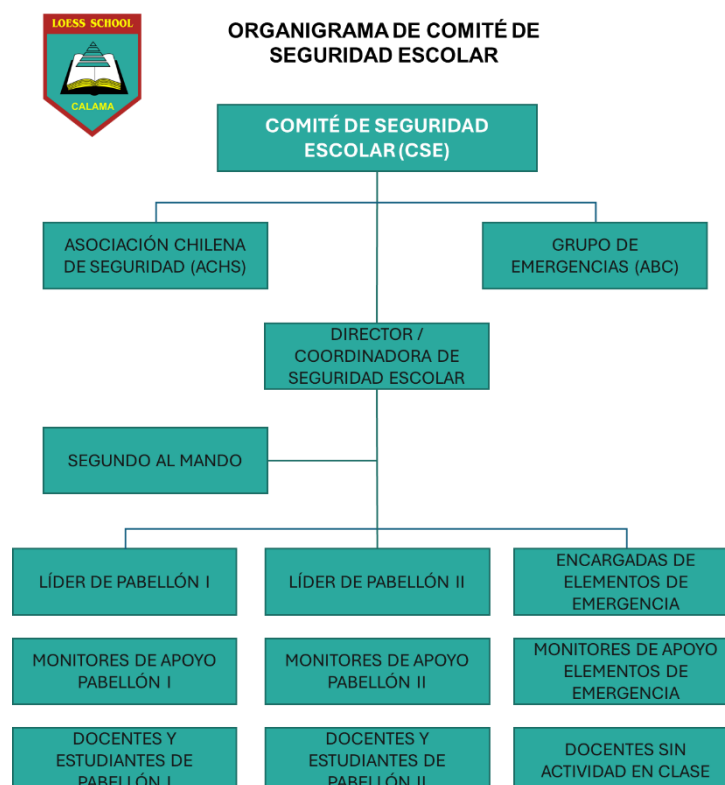 LOESS SCHOOL
CALAMA
ORGANIGRAMA DE COMITÉ DE
SEGURIDAD ESCOLAR
COMITÉ DE SEGURIDAD
ESCOLAR (CSE)
ASOCIACIÓN CHILENA
DE SEGURIDAD (ACHS)
GRUPO DE
EMERGENCIAS (ABC)
DIRECTOR /
COORDINADORA DE
SEGURIDAD ESCOLAR
SEGUNDO AL MANDO
LÍDER DE PABELLÓN I
LÍDER DE PABELLÓN II
ENCARGADAS DE
ELEMENTOS DE
EMERGENCIA
MONITORES DE APOYO
PABELLÓN I
MONITORES DE APOYO
PABELLÓN II
MONITORES DE APOYO
ELEMENTOS DE
EMERGENCIA
DOCENTES Y
ESTUDIANTES DE
PABELLÓN I
DOCENTES Y
ESTUDIANTES DE
PABELLÓN II
DOCENTES SIN
ACTIVIDAD EN CLASE